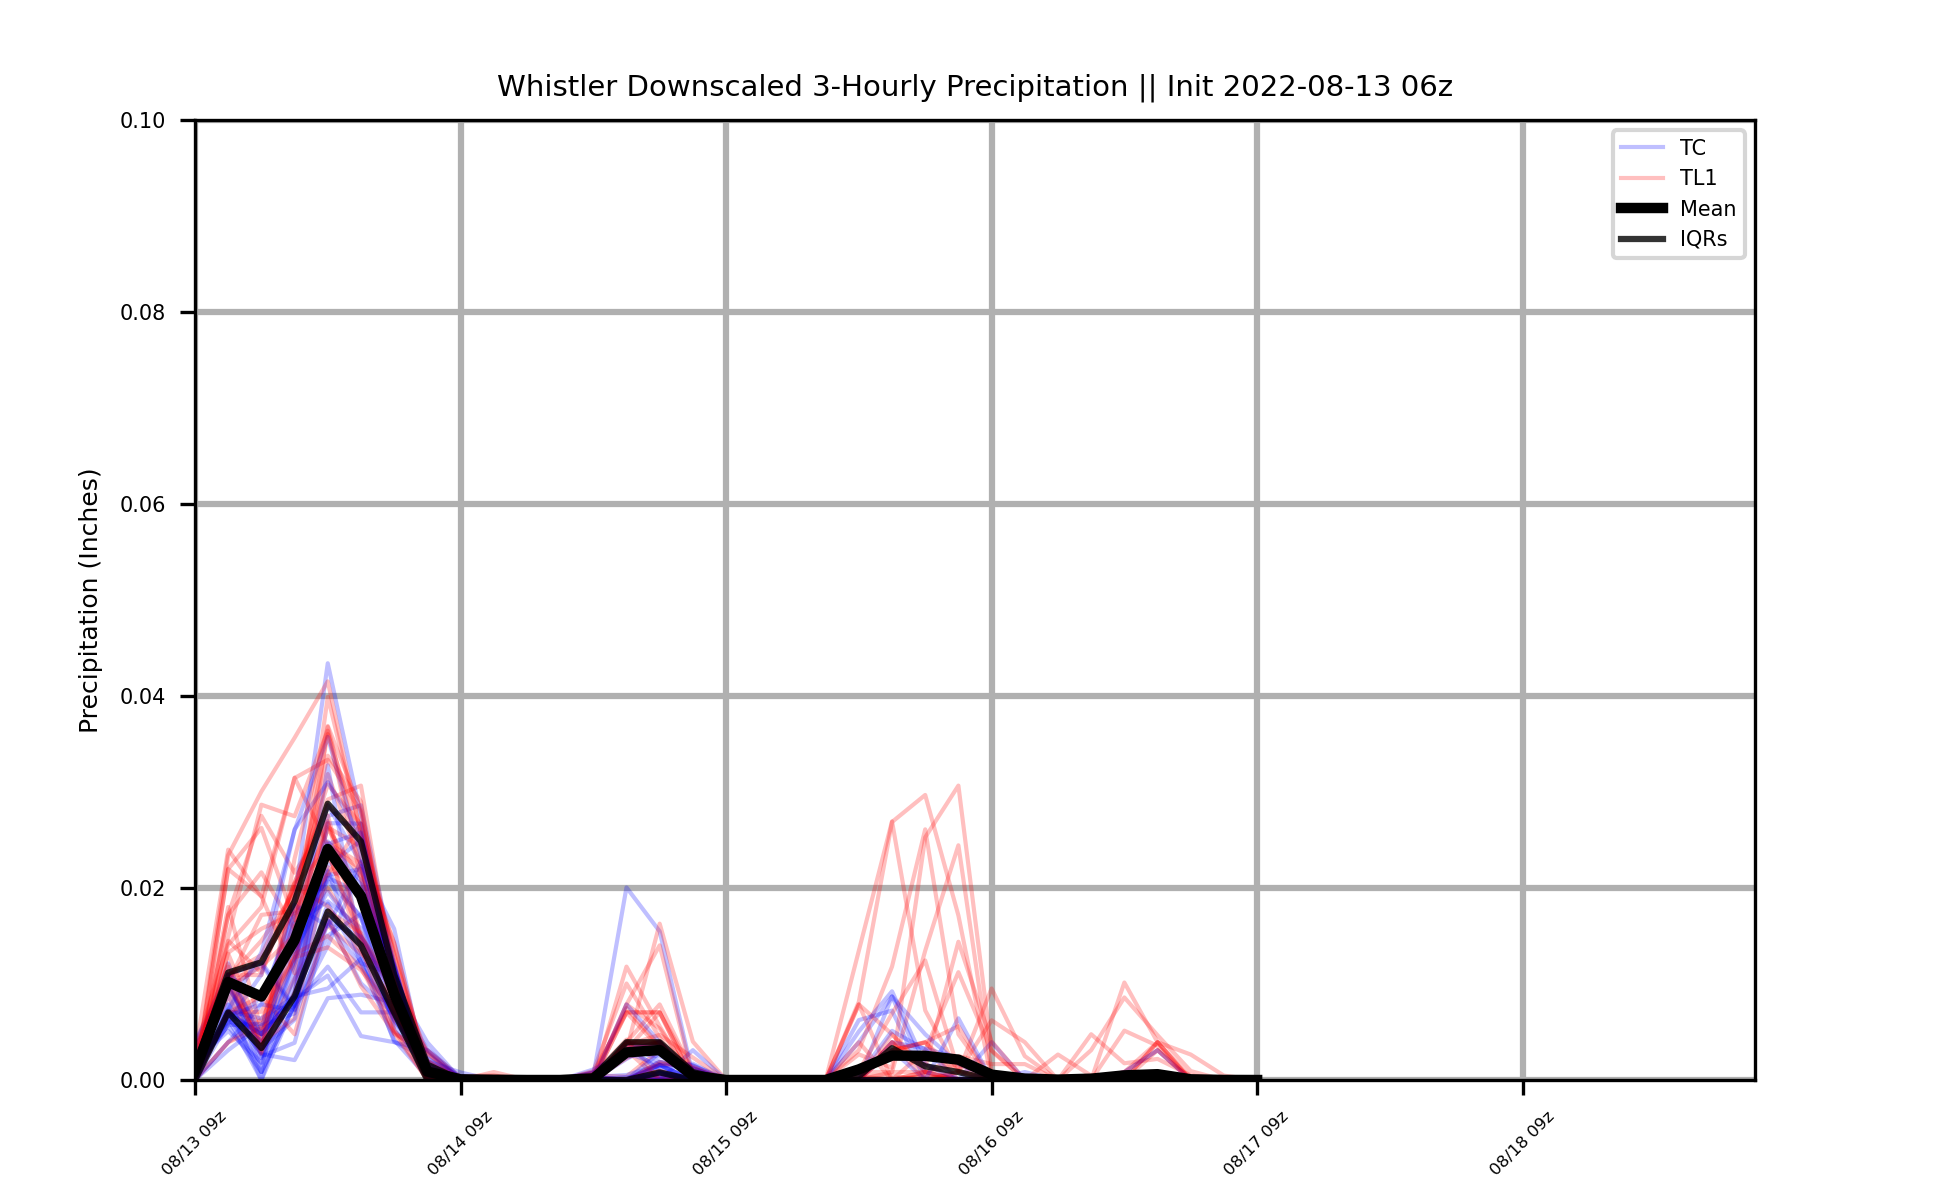 Whistler Downscaled 3-Hourly Precipitation || Init 2022-08-13 06z
Precipitation (Inches)
0.10
0.08
0.06
0.04
0.02
0.00
TC
TL1
Mean
IQRs
08/13 09z
08/14 09z
08/15 09z
08/16 09z
08/17 09z
08/18 09z